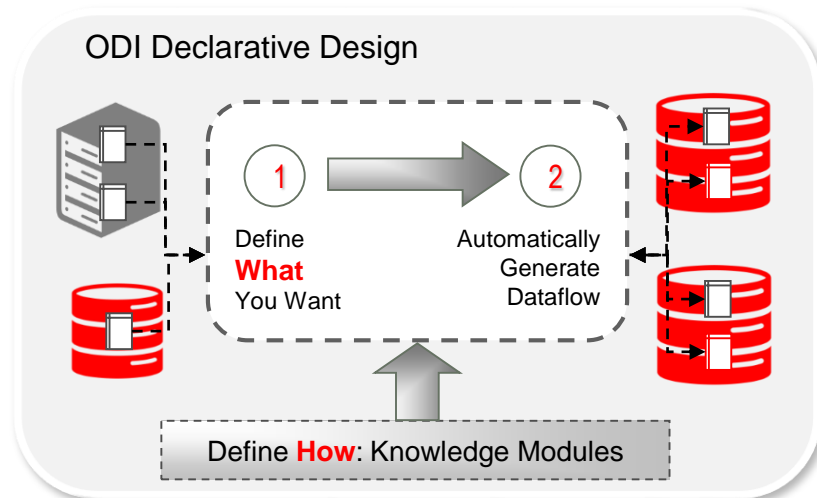 ODI Declarative Design
1
2
Define
What
You Want
Automatically
Generate
Dataflow
Define How: Knowledge Modules